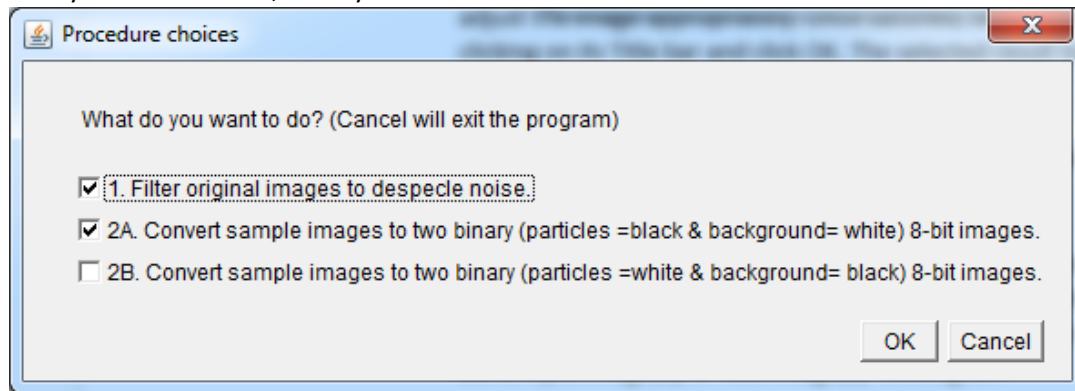 Procedure choices
X
What do you want to do? (Cancel will exit the program)
1. Filter original images to despecle noise.
2A. Convert sample images to two binary (particles =black & background= white) 8-bit images.
2B. Convert sample images to two binary (particles =white & background= black) 8-bit images.
OK Cancel